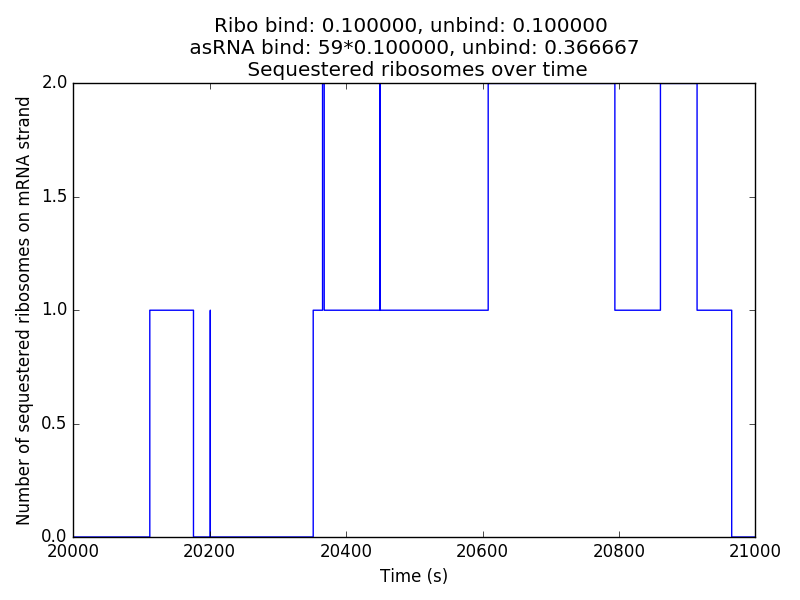 Ribo bind: 0.100000, unbind: 0.100000
asRNA bind: 59*0.100000, unbind: 0.366667
Sequestered ribosomes over time
Number of sequestered ribosomes on mRNA strand
2.0
1.5
1.0
0.5
0.0
20000 20200 20400 20600 20800 21000
Time (s)